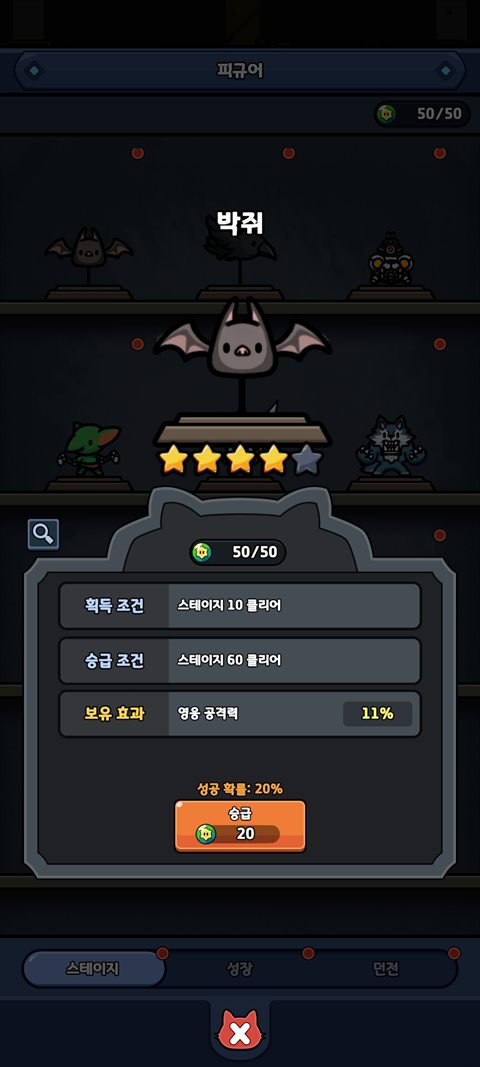 피규어
50/50
박쥐
50/50
획득 조건
스테이지 10 클리어
승급 조건
스테이지 60 클리어
보유 효과
영웅 공격력
11%
성공 확률: 20%
승급
20
스테이지
성장
던전